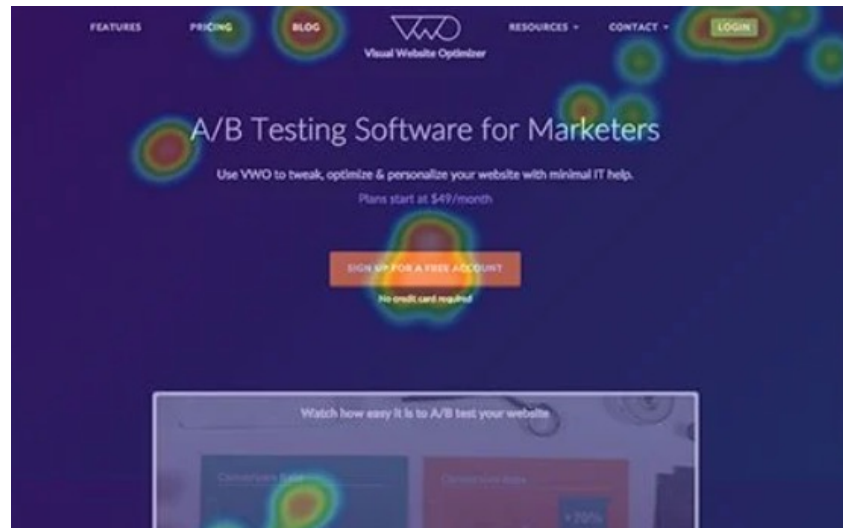 FEATURES PRICING BLOG VWO RESOURCES CONTACT LOGIN
Visual Website Optimizer
A/B Testing Software for Marketers
Use VWO to tweak, optimize & personalize your website with minimal IT help.
Plans start at $49/month
SIGN UP FOR A FREE ACCOUNT
No credit card required
Watch how easy it is to A/B test your website